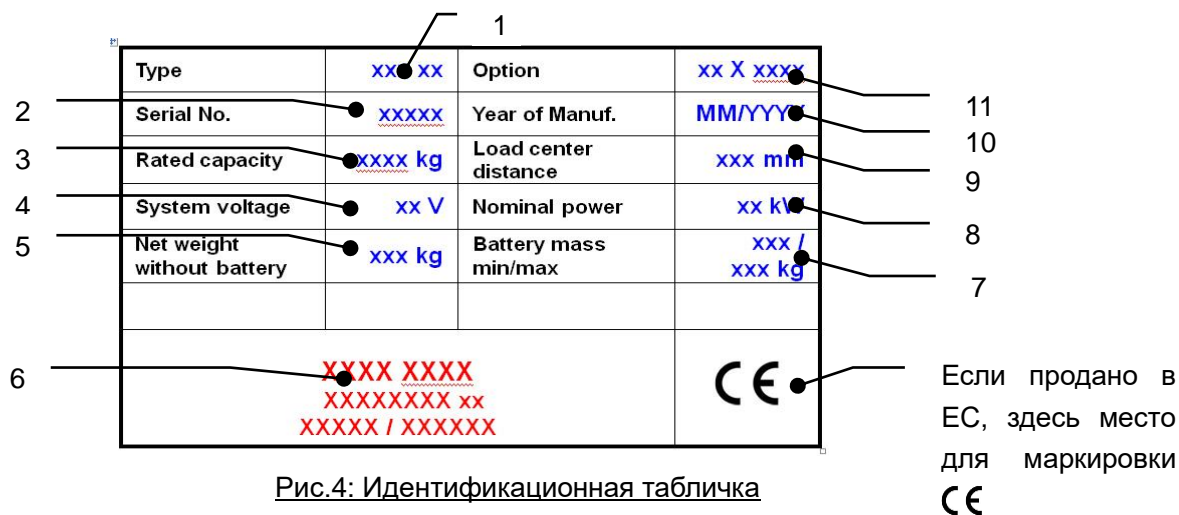 1
Type xxx xx Option xx X xxxx
2 Serial No. xxxxx Year of Manuf. MM/YYYY 11
3 Rated capacity xxxx kg Load center distance xxx mm 10
4 System voltage xx V Nominal power xx kW 9
5 Net weight without battery xxx kg Battery mass min/max xxx / xxx kg 8
7
6 XXXX XXXX
XXXXXXXX xx
XXXXX / XXXXXX
CE
Если продано в
ЕС, здесь место
для маркировки
CE
Рис.4: Идентификационная табличка